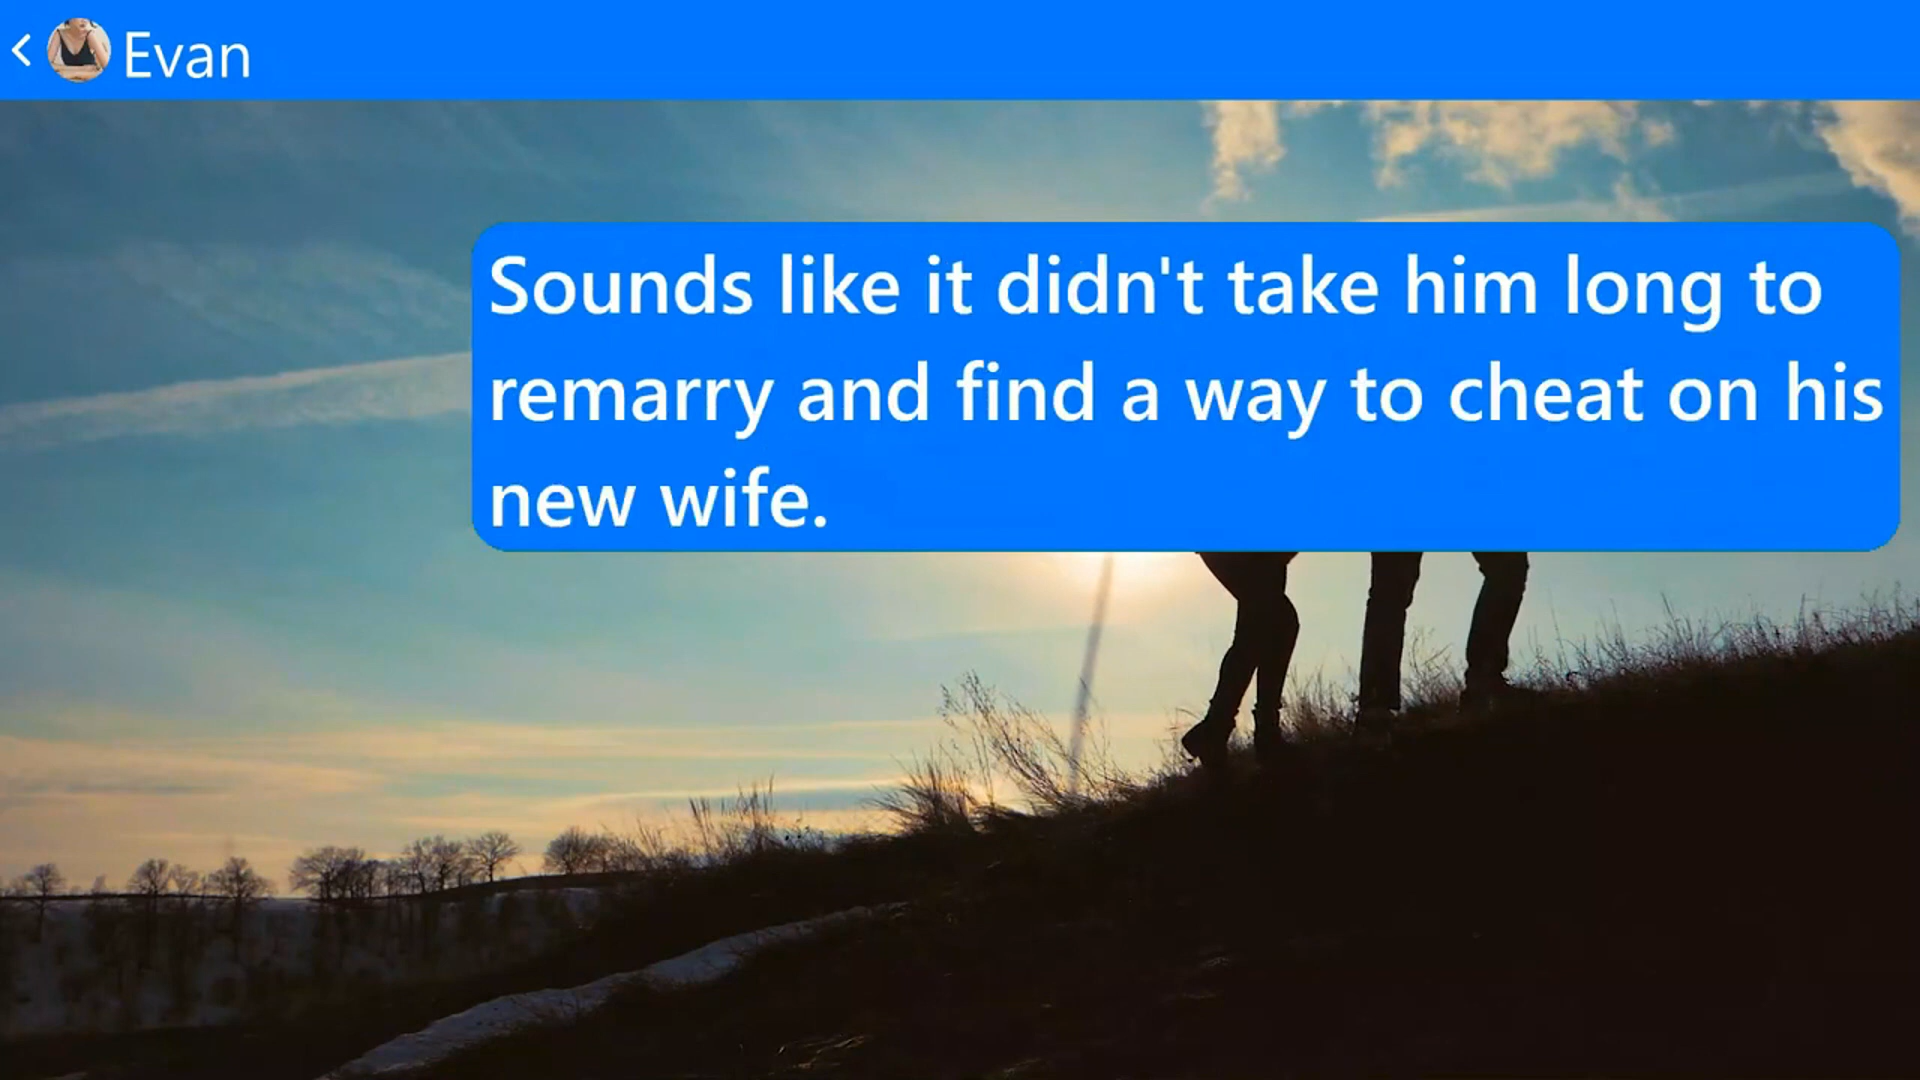 Evan
Sounds like it didn't take him long to
remarry and find a way to cheat on his
new wife.